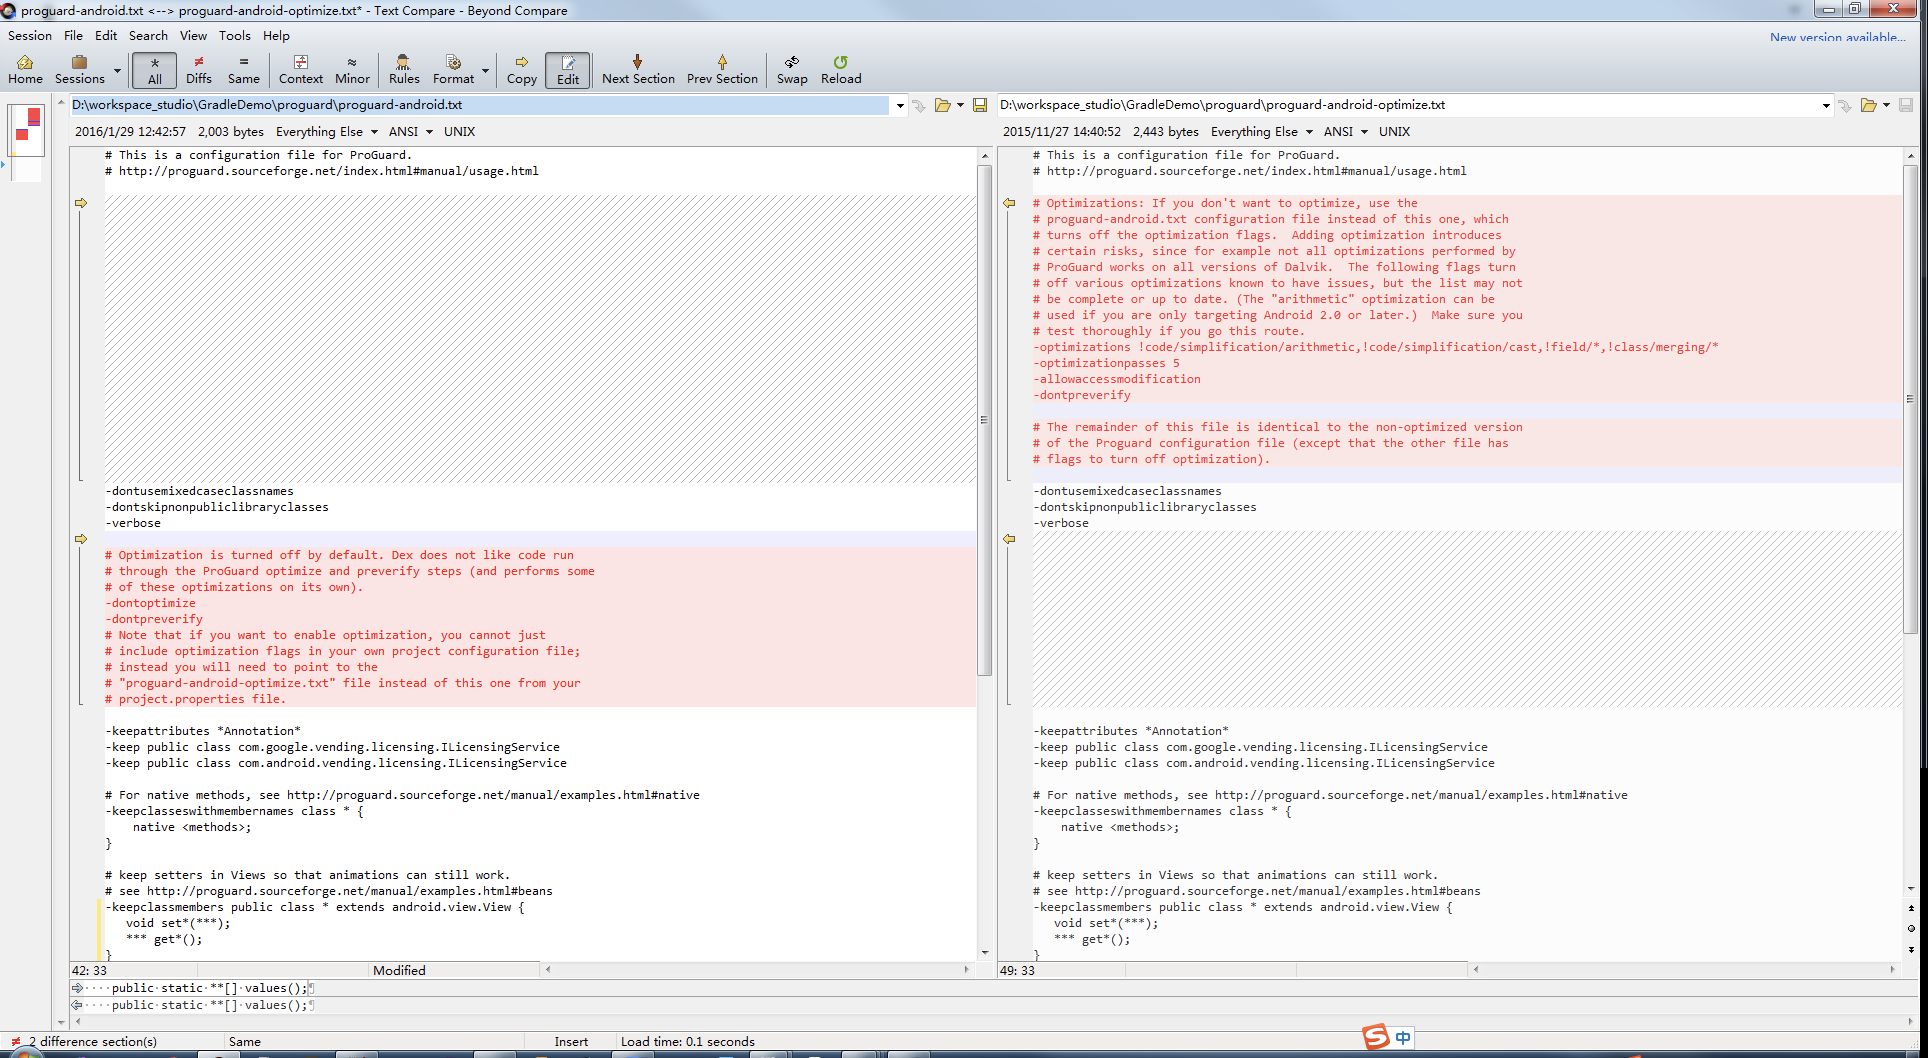 proguard-android.txt <--> proguard-android-optimize.txt* - Text Compare - Beyond Compare
Session File Edit Search View Tools Help
New version available...
Home Sessions All Diffs Same Context Minor Rules Format Copy Edit Next Section Prev Section Swap Reload
D:\workspace_studio\GradleDemo\proguard\proguard-android.txt
2016/1/29 12:42:57 2,003 bytes Everything Else ANSI UNIX
# This is a configuration file for ProGuard.
# http://proguard.sourceforge.net/index.html#manual/usage.html
-dontusemixedcaseclassnames
-dontskipnonpubliclibraryclasses
-verbose
# Optimization is turned off by default. Dex does not like code run
# through the ProGuard optimize and preverify steps (and performs some
# of these optimizations on its own).
-dontoptimize
-dontpreverify
# Note that if you want to enable optimization, you cannot just
# include optimization flags in your own project configuration file;
# instead you will need to point to the
# "proguard-android-optimize.txt" file instead of this one from your
# project.properties file.
-keepattributes *Annotation*
-keep public class com.google.vending.licensing.ILicensingService
-keep public class com.android.vending.licensing.ILicensingService
# For native methods, see http://proguard.sourceforge.net/manual/examples.html#native
-keepclasseswithmembernames class * {
native <methods>;
}
# keep setters in Views so that animations can still work.
# see http://proguard.sourceforge.net/manual/examples.html#beans
-keepclassmembers public class * extends android.view.View {
void set*(***);
*** get*();
}
42: 33 Modified
D:\workspace_studio\GradleDemo\proguard\proguard-android-optimize.txt
2015/11/27 14:40:52 2,443 bytes Everything Else ANSI UNIX
# This is a configuration file for ProGuard.
# http://proguard.sourceforge.net/index.html#manual/usage.html
# Optimizations: If you don't want to optimize, use the
# proguard-android.txt configuration file instead of this one, which
# turns off the optimization flags.  Adding optimization introduces
# certain risks, since for example not all optimizations performed by
# ProGuard works on all versions of Dalvik.  The following flags turn
# off various optimizations known to have issues, but the list may not
# be complete or up to date. (The "arithmetic" optimization can be
# used if you are only targeting Android 2.0 or later.)  Make sure you
# test thoroughly if you go this route.
-optimizations !code/simplification/arithmetic,!code/simplification/cast,!field/*,!class/merging/*
-optimizationpasses 5
-allowaccessmodification
-dontpreverify
# The remainder of this file is identical to the non-optimized version
# of the Proguard configuration file (except that the other file has
# flags to turn off optimization).
-dontusemixedcaseclassnames
-dontskipnonpubliclibraryclasses
-verbose
-keepattributes *Annotation*
-keep public class com.google.vending.licensing.ILicensingService
-keep public class com.android.vending.licensing.ILicensingService
# For native methods, see http://proguard.sourceforge.net/manual/examples.html#native
-keepclasseswithmembernames class * {
native <methods>;
}
# keep setters in Views so that animations can still work.
# see http://proguard.sourceforge.net/manual/examples.html#beans
-keepclassmembers public class * extends android.view.View {
void set*(***);
*** get*();
}
49: 33
····public·static·**[]·values();¶
····public·static·**[]·values();¶
2 difference section(s) Same Insert Load time: 0.1 seconds
S 中